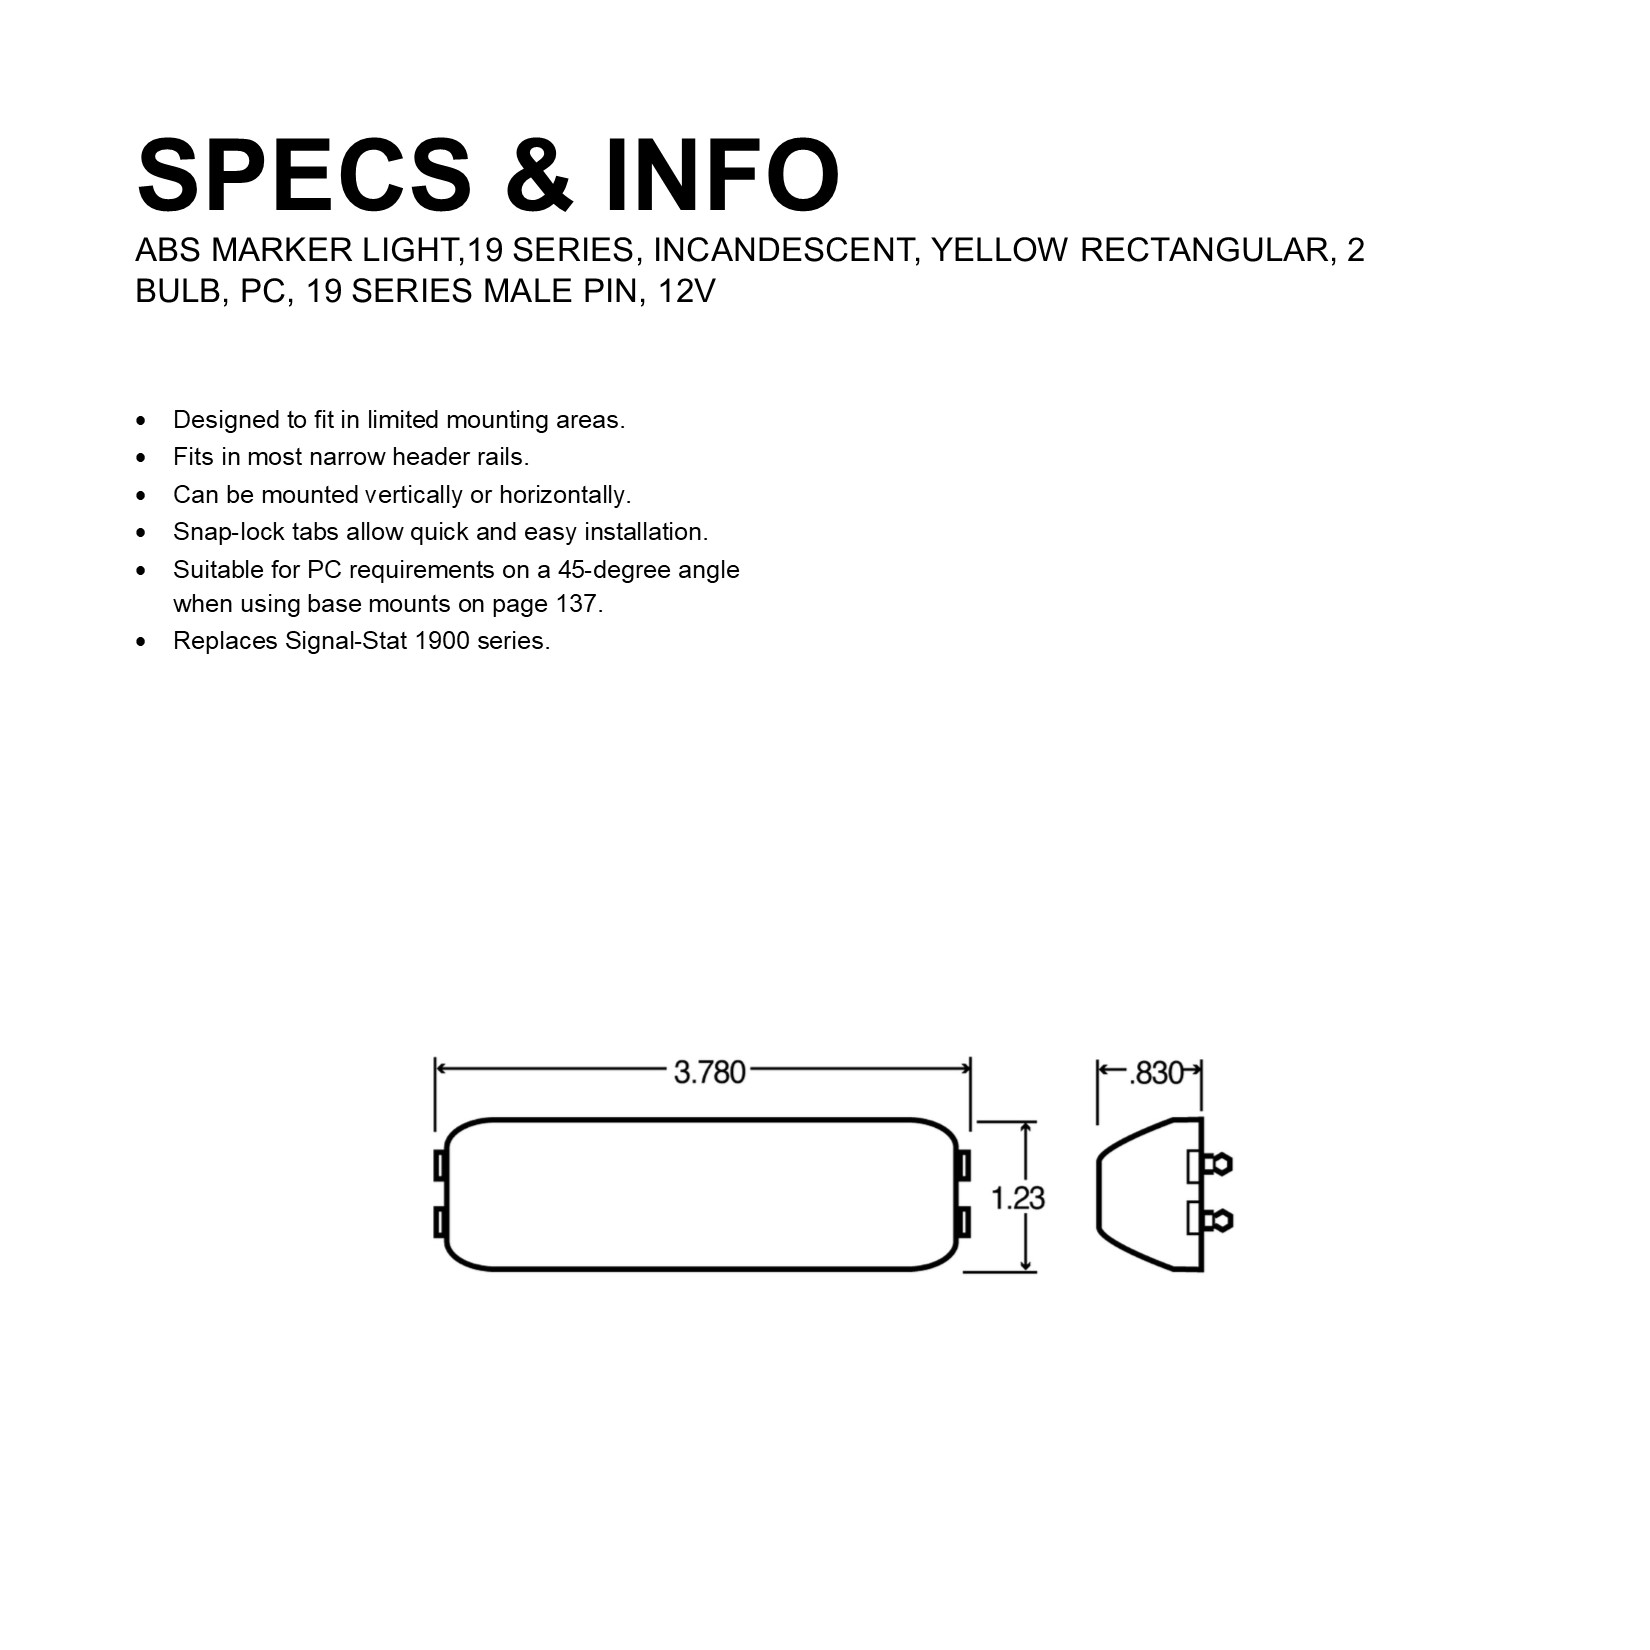 SPECS & INFO
ABS MARKER LIGHT,19 SERIES, INCANDESCENT, YELLOW RECTANGULAR, 2
BULB, PC, 19 SERIES MALE PIN, 12V
• Designed to fit in limited mounting areas.
• Fits in most narrow header rails.
• Can be mounted vertically or horizontally.
• Snap-lock tabs allow quick and easy installation.
• Suitable for PC requirements on a 45-degree angle
when using base mounts on page 137.
• Replaces Signal-Stat 1900 series.
3.780
.830
1.23